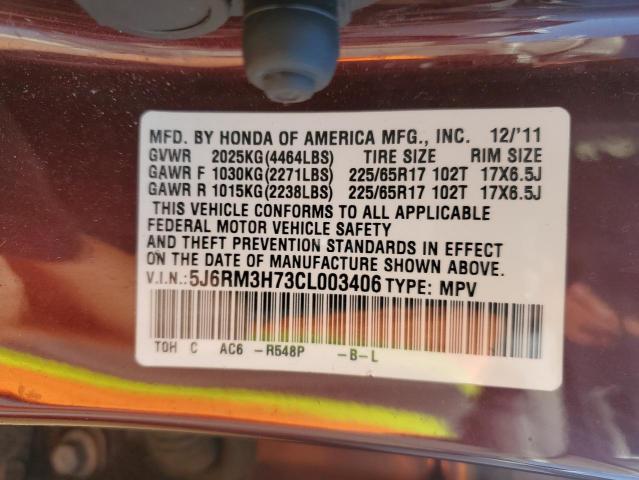 MFD. BY HONDA OF AMERICA MFG., INC. 12/'11
GVWR 2025KG(4464LBS) TIRE SIZE RIM SIZE
GAWR F 1030KG(2271LBS) 225/65R17 102T 17X6.5J
GAWR R 1015KG(2238LBS) 225/65R17 102T 17X6.5J
THIS VEHICLE CONFORMS TO ALL APPLICABLE
FEDERAL MOTOR VEHICLE SAFETY
AND THEFT PREVENTION STANDARDS IN EFFECT
ON THE DATE OF MANUFACTURE SHOWN ABOVE.
V.I.N.:5J6RM3H73CL003406 TYPE: MPV
TOH C AC6 -R548P -B-L